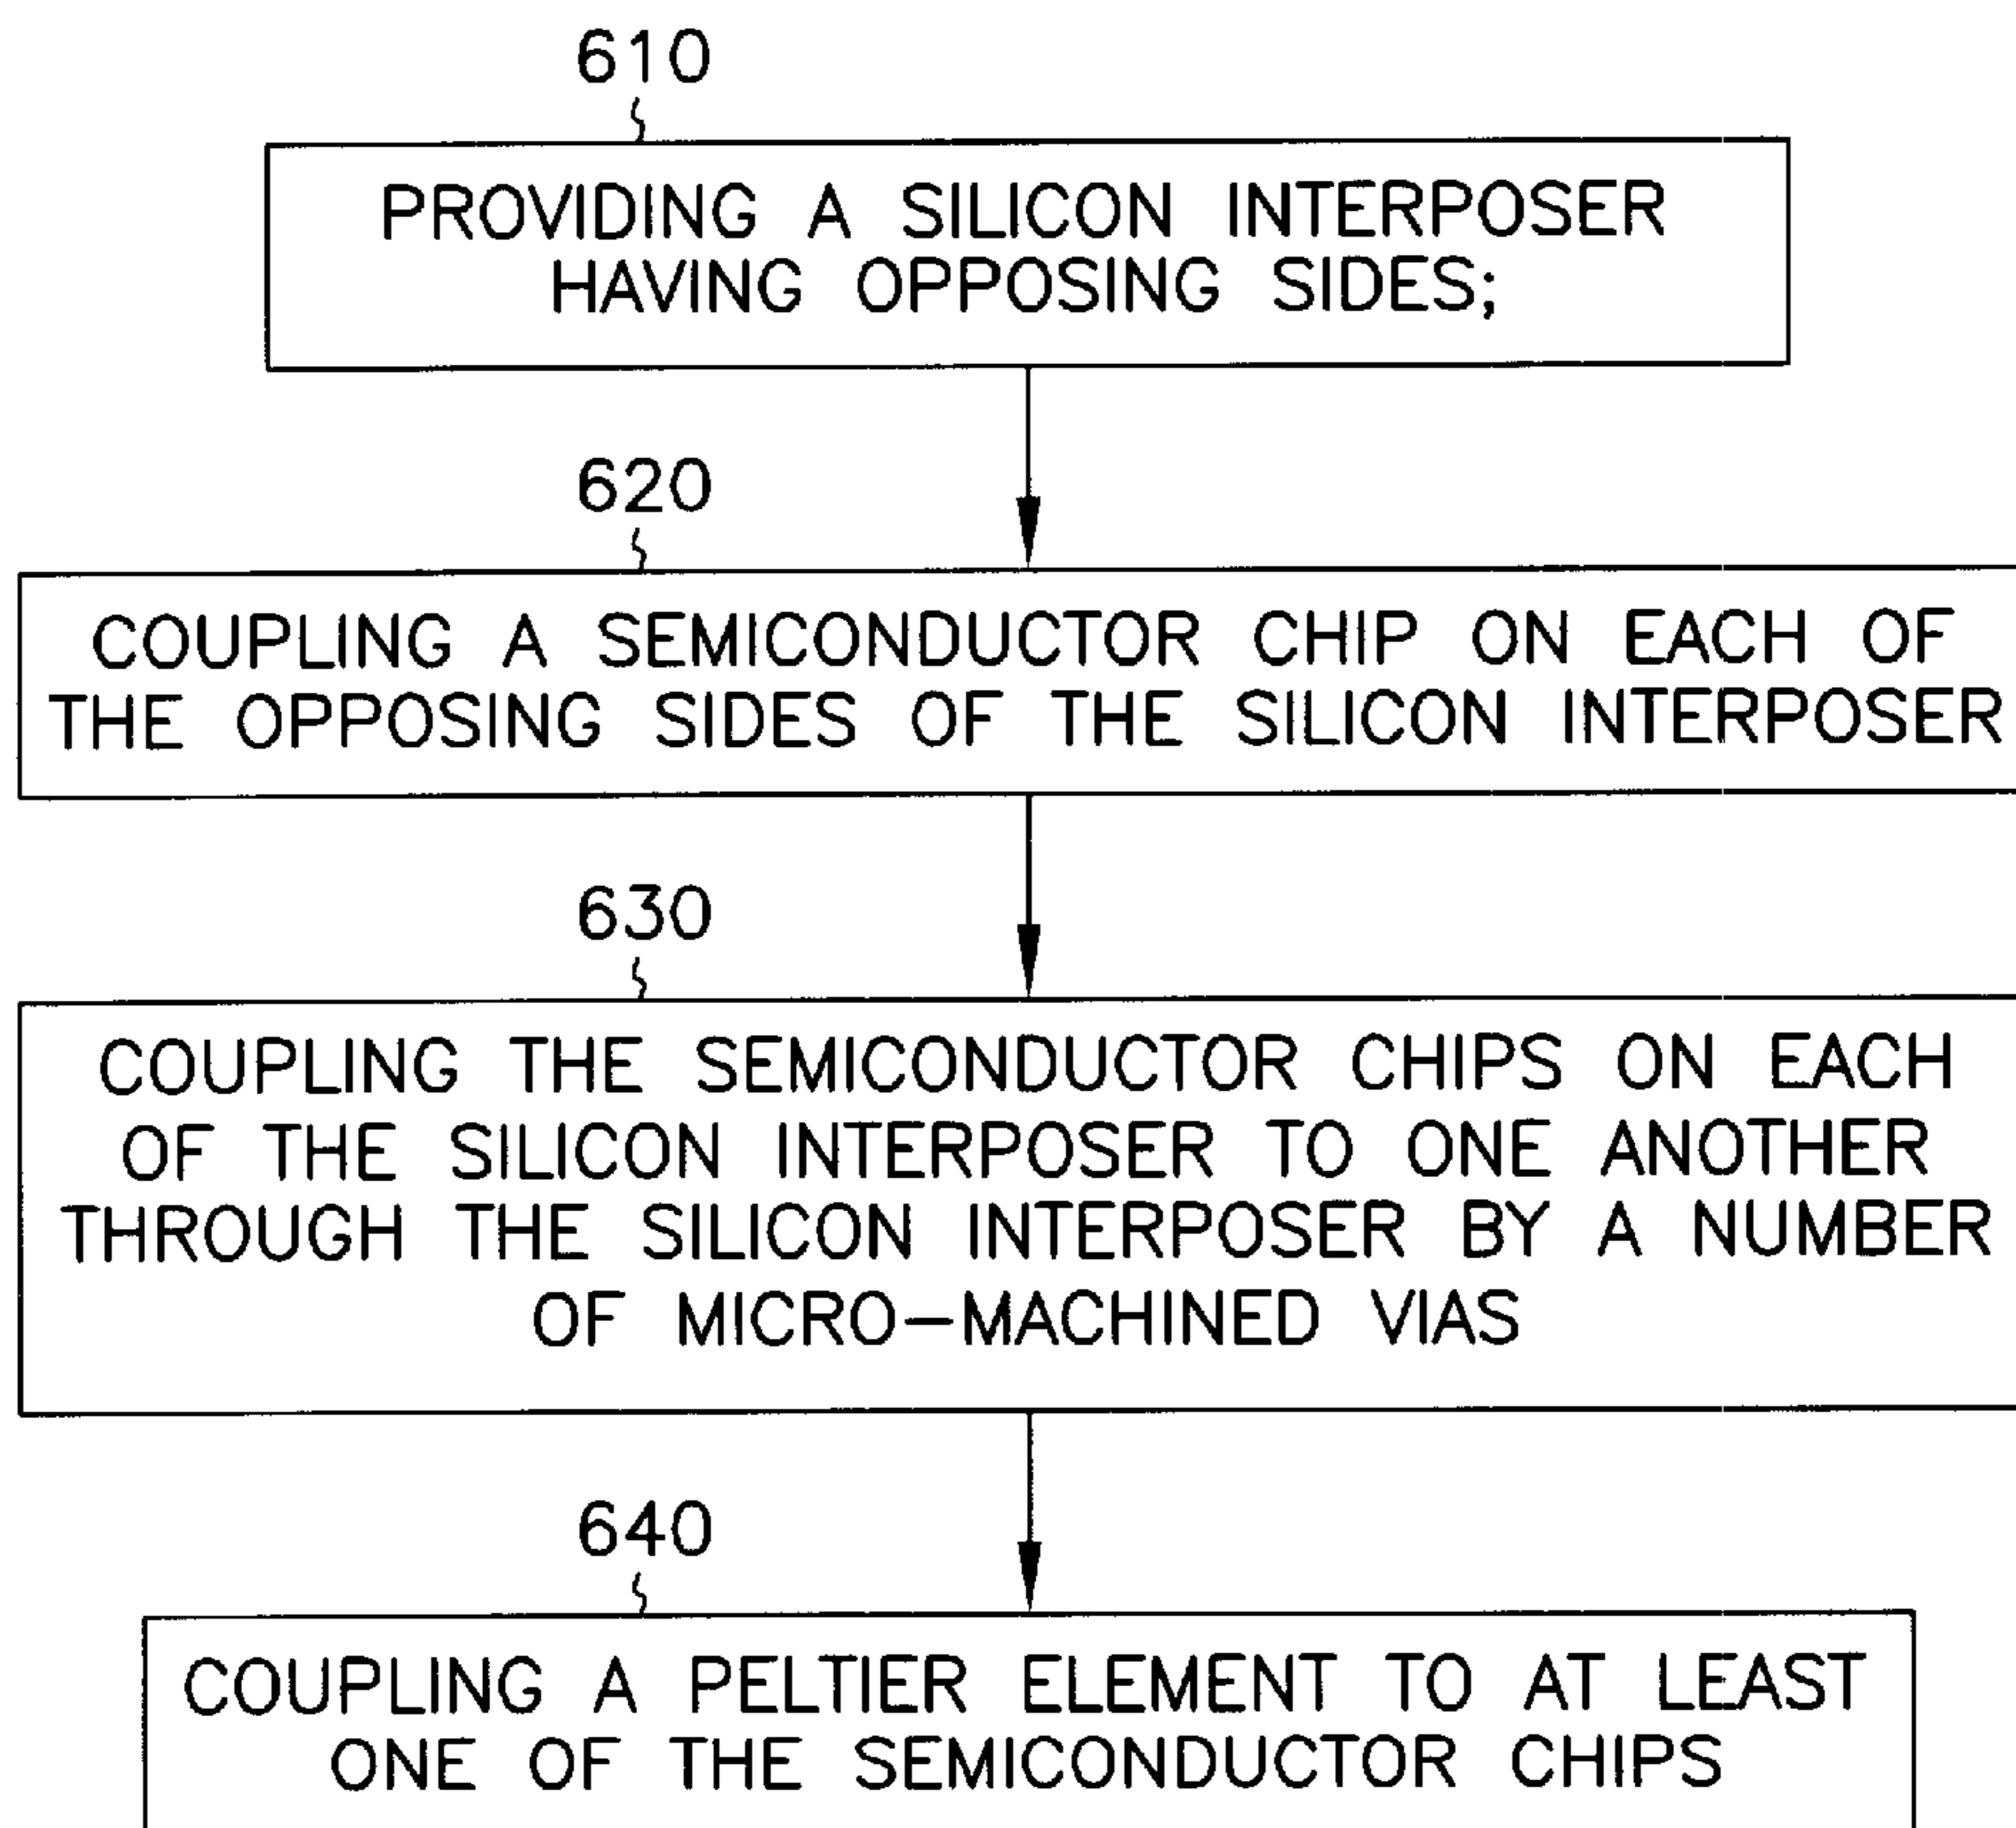 610
PROVIDING A SILICON INTERPOSER
HAVING OPPOSING SIDES;
620
COUPLING A SEMICONDUCTOR CHIP ON EACH OF
THE OPPOSING SIDES OF THE SILICON INTERPOSER
630
COUPLING THE SEMICONDUCTOR CHIPS ON EACH
OF THE SILICON INTERPOSER TO ONE ANOTHER
THROUGH THE SILICON INTERPOSER BY A NUMBER
OF MICRO-MACHINED VIAS
640
COUPLING A PELTIER ELEMENT TO AT LEAST
ONE OF THE SEMICONDUCTOR CHIPS